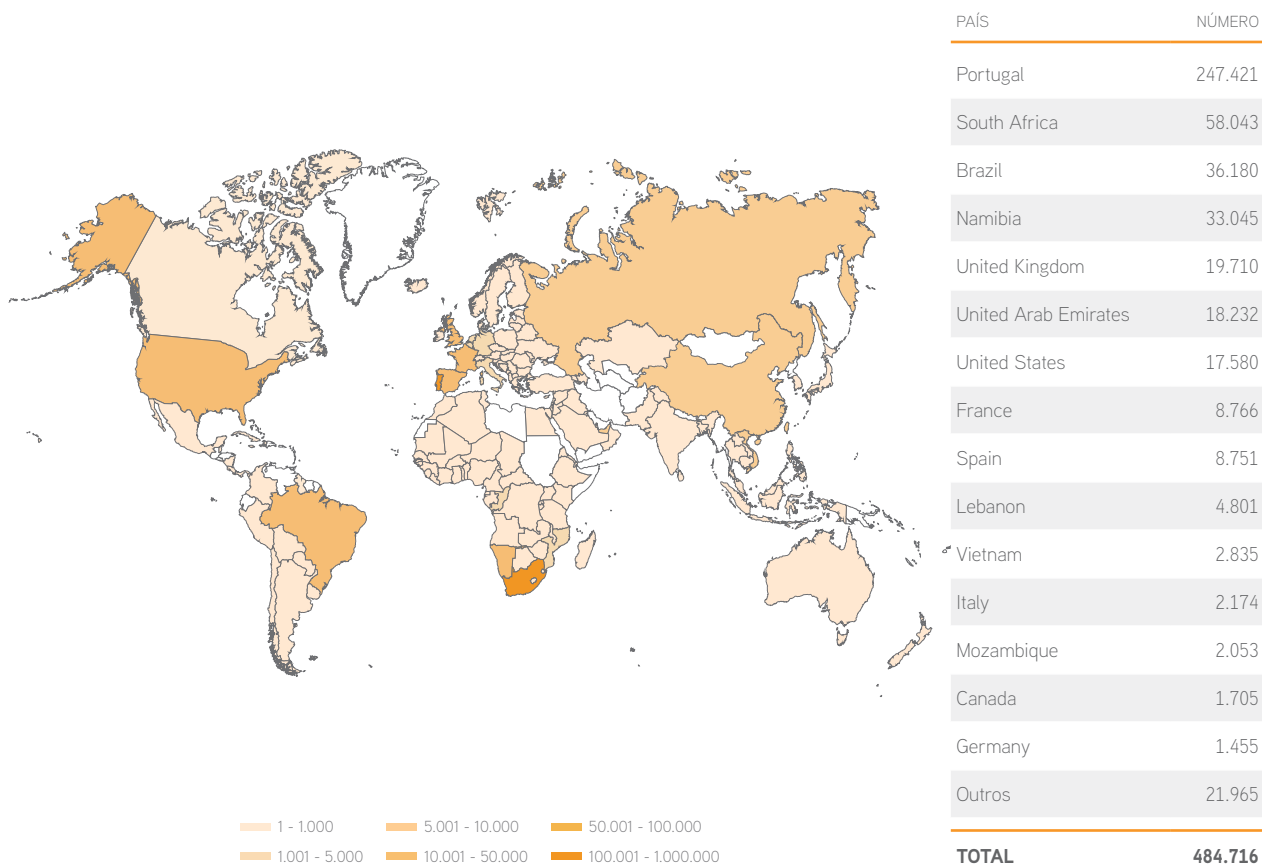 PAÍS NÚMERO
Portugal 247.421
South Africa 58.043
Brazil 36.180
Namibia 33.045
United Kingdom 19.710
United Arab Emirates 18.232
United States 17.580
France 8.766
Spain 8.751
Lebanon 4.801
Vietnam 2.835
Italy 2.174
Mozambique 2.053
Canada 1.705
Germany 1.455
Outros 21.965
TOTAL 484.716
1 - 1.000 5.001 - 10.000 50.001 - 100.000
1.001 - 5.000 10.001 - 50.000 100.001 - 1.000.000